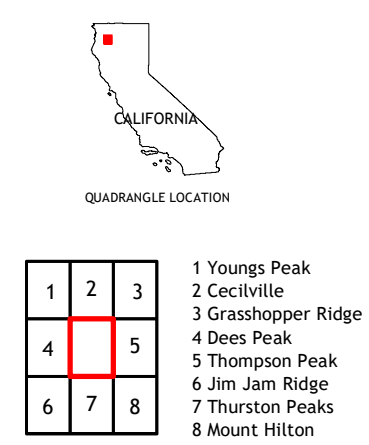 CALIFORNIA
QUADRANGLE LOCATION
1 2 3
4 5
6 7 8
1 Youngs Peak
2 Cecilville
3 Grasshopper Ridge
4 Dees Peak
5 Thompson Peak
6 Jim Jam Ridge
7 Thurston Peaks
8 Mount Hilton